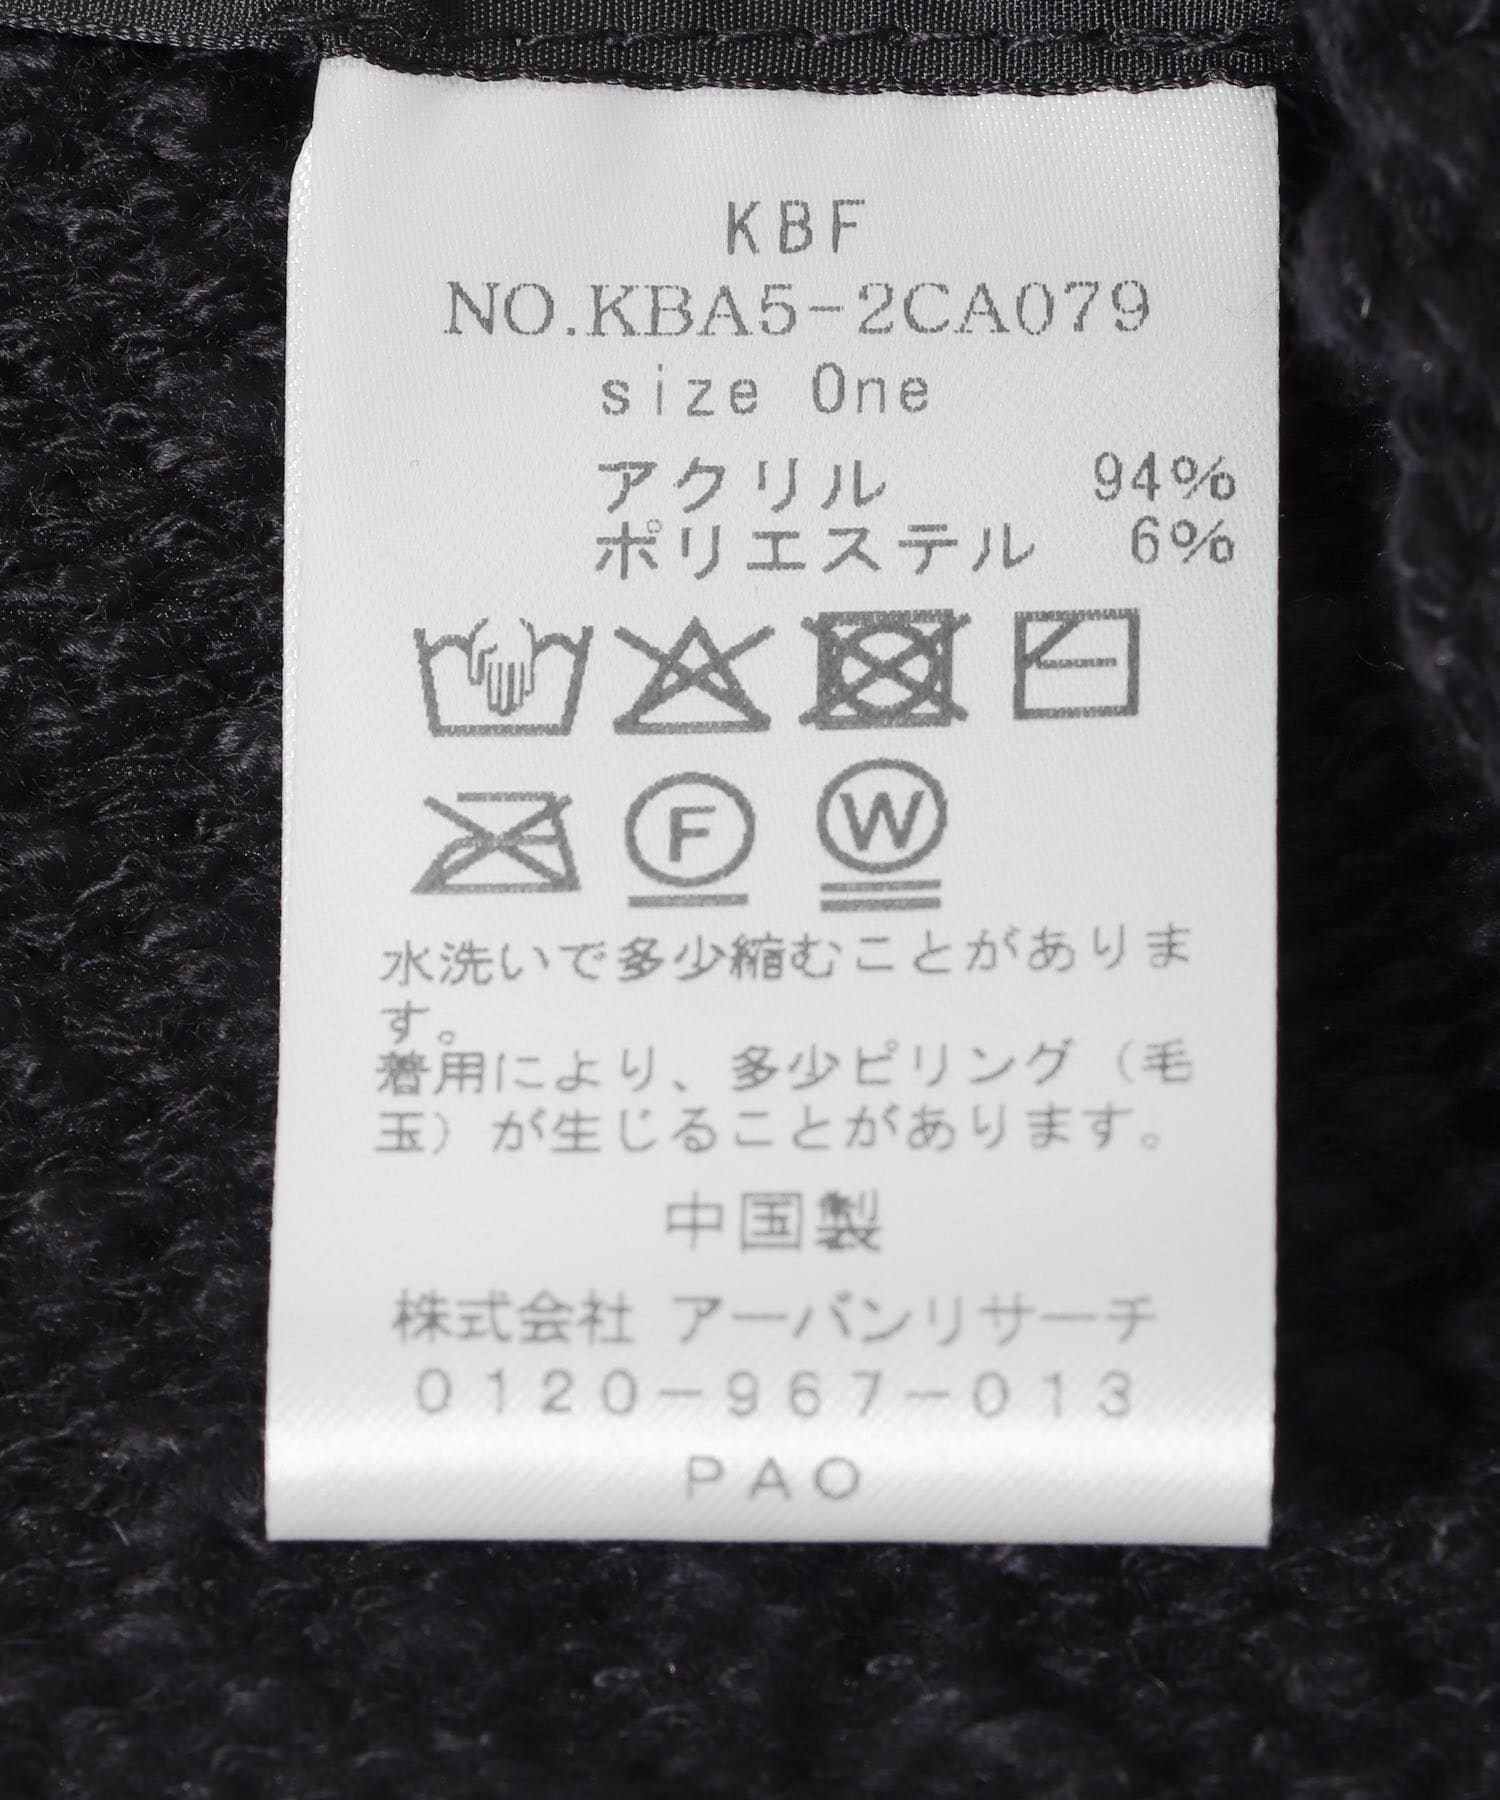 KBF
NO.KBA5-2CA079
size One
アクリル 94%
ポリエステル 6%
F W
水洗いで多少縮むことがありま
す。
着用により、多少ピリング（毛
玉）が生じることがあります。
中国製
株式会社 アーバンリサーチ
0120-967-013
PAO